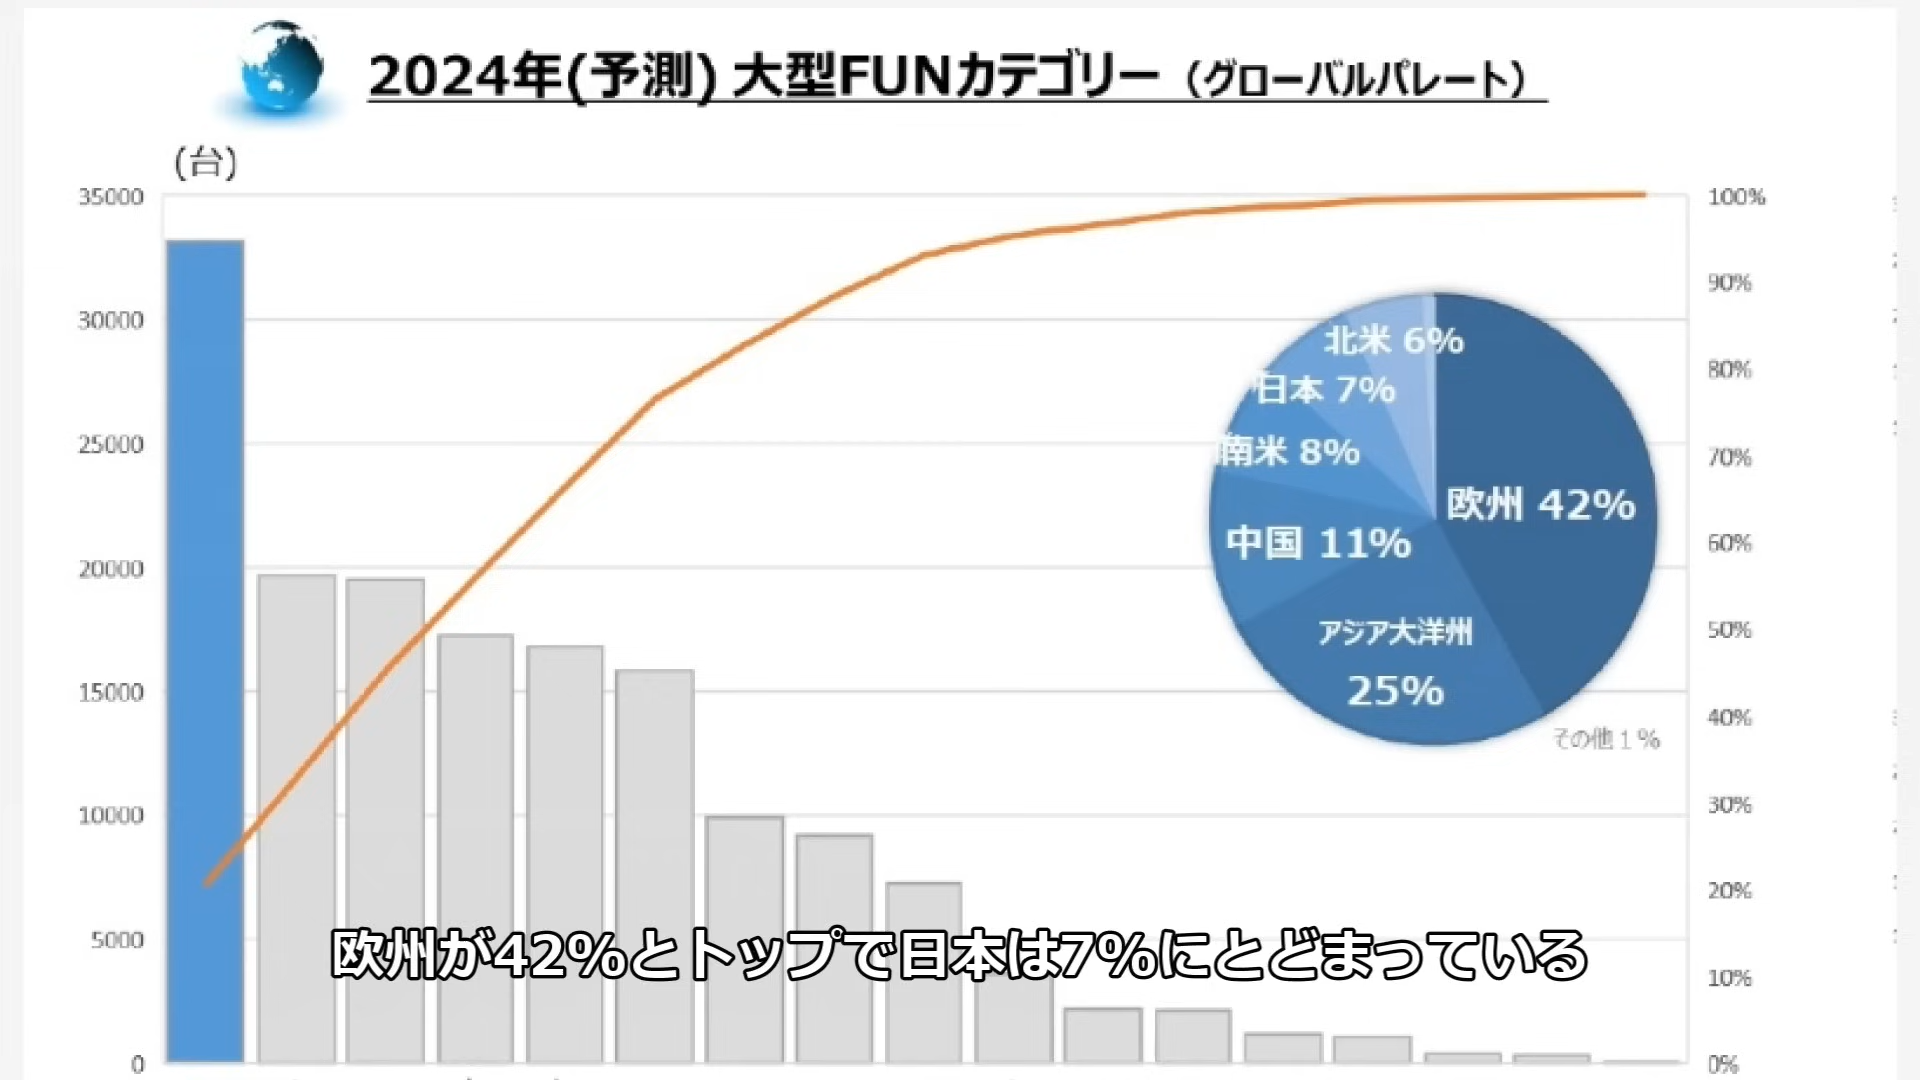 2024年(予測) 大型FUNカテゴリー（グローバルパレート）
(台)
35000
30000
25000
20000
15000
10000
5000
0
100%
90%
80%
70%
60%
50%
40%
30%
20%
10%
0%
北米 6%
日本 7%
南米 8%
欧州 42%
中国 11%
アジア大洋州
25%
その他１%
欧州が42%とトップで日本は7%にとどまっている